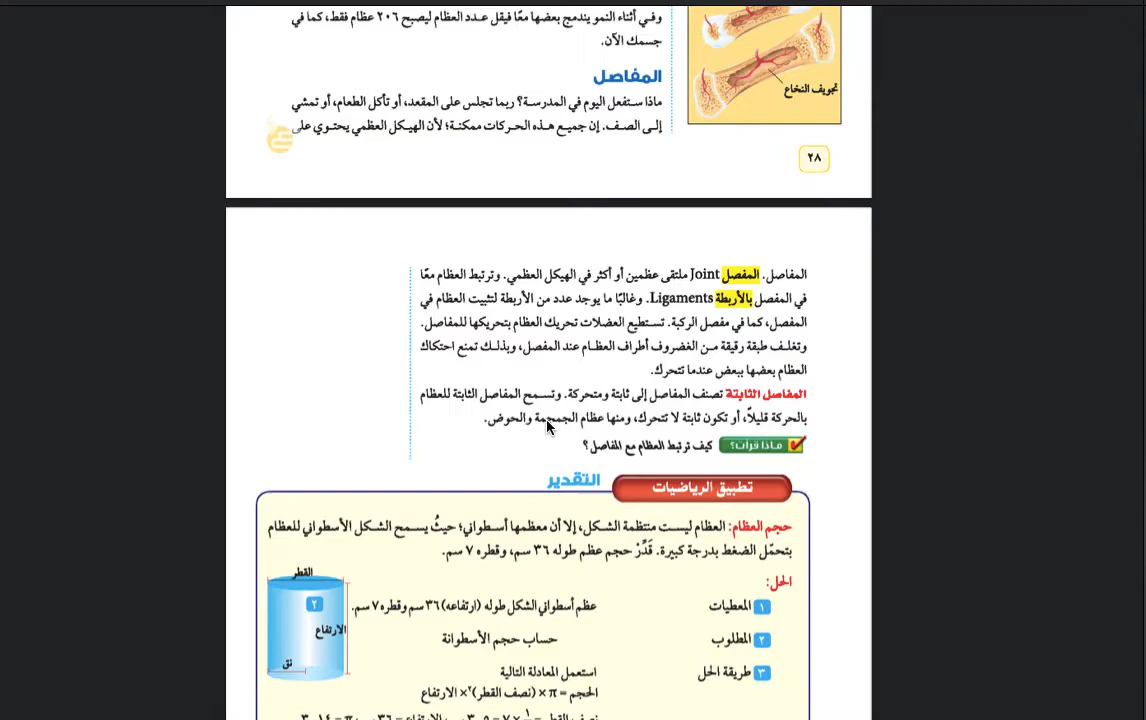 وفي أثناء النمو يندمج بعضها معًا فيقل عدد العظام ليصبح ٢٠٦ عظام فقط، كما في
جسمك الآن.
تجويف النخاع
المفاصل
ماذا ستفعل اليوم في المدرسة؟ ربما تجلس على المقعد، أو تأكل الطعام، أو تمشي
إلى الصف. إن جميع هذه الحركات ممكنة؛ لأن الهيكل العظمي يحتوي على
٢٨
المفاصل. المفصل Joint ملتقى عظمين أو أكثر في الهيكل العظمي. وترتبط العظام معًا
في المفصل بالأربطة Ligaments. وغالبًا ما يوجد عدد من الأربطة لتثبيت العظام في
المفصل، كما في مفصل الركبة. تستطيع العضلات تحريك العظام بتحريكها للمفاصل.
وتغلف طبقة رقيقة من الغضروف أطراف العظام عند المفصل، وبذلك تمنع احتكاك
العظام بعضها ببعض عندما تتحرك.
المفاصل الثابتة تصنف المفاصل إلى ثابتة ومتحركة. وتسمح المفاصل الثابتة للعظام
بالحركة قليلاً، أو تكون ثابتة لا تتحرك، ومنها عظام الجمجمة والحوض.
ماذا قرأت؟ كيف ترتبط العظام مع المفاصل؟
تطبيق الرياضيات التقدير
حجم العظام: العظام ليست منتظمة الشكل، إلا أن معظمها أسطواني؛ حيثُ يسمح الشكل الأسطواني للعظام
بتحمّل الضغط بدرجة كبيرة. قَدِّرْ حجم عظم طوله ٣٦ سم، وقطره ٧ سم.
الحل:
١ المعطيات عظم أسطواني الشكل طوله (ارتفاعه) ٣٦ سم وقطره ٧ سم.
٢ المطلوب حساب حجم الأسطوانة
٣ طريقة الحل استعمل المعادلة التالية
الحجم = π × (نصف القطر)٢ × الارتفاع
القطر
٢
الارتفاع
نق